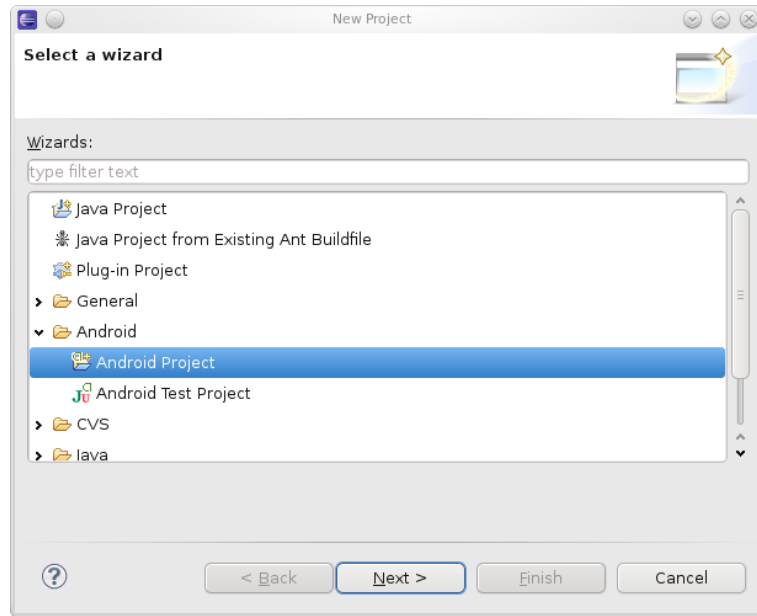 New Project
Select a wizard
Wizards:
type filter text
Java Project
Java Project from Existing Ant Buildfile
Plug-in Project
General
Android
Android Project
Android Test Project
CVS
Java
?
< Back Next > Finish Cancel